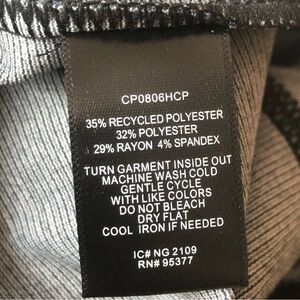 CP0806HCP
35% RECYCLED POLYESTER
32% POLYESTER
29% RAYON 4% SPANDEX
TURN GARMENT INSIDE OUT
MACHINE WASH COLD
GENTLE CYCLE
WITH LIKE COLORS
DO NOT BLEACH
DRY FLAT
COOL IRON IF NEEDED
IC# NG 2109
RN# 95377